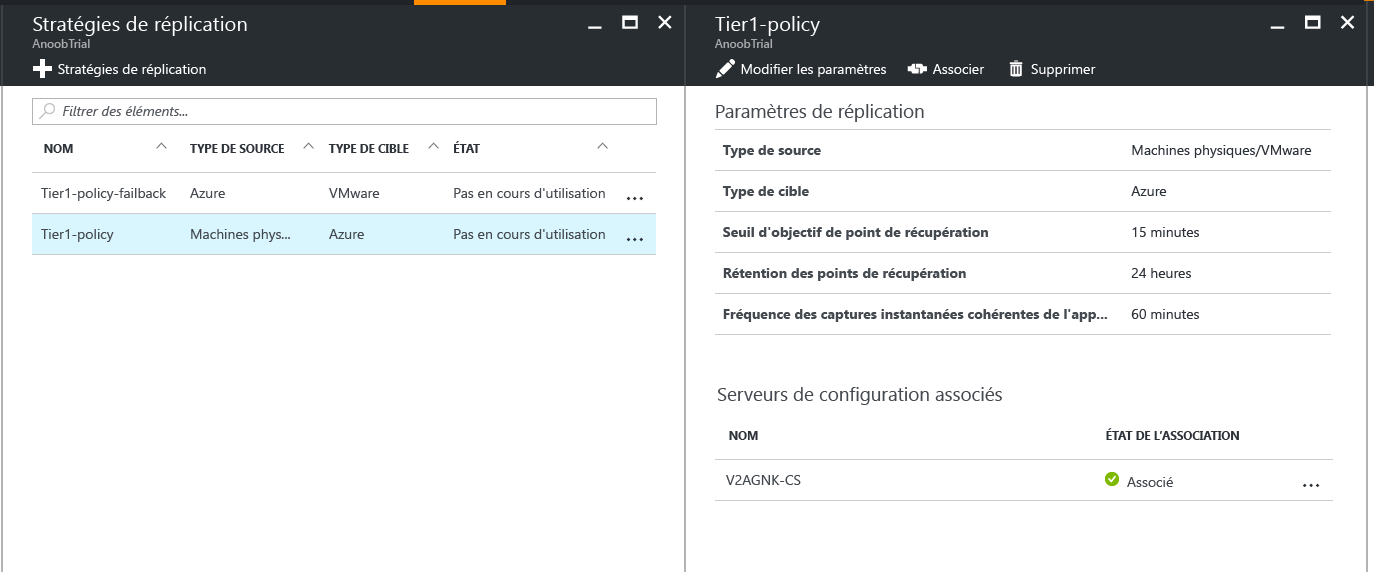 Stratégies de réplication
AnoobTrial
Stratégies de réplication
Filtrer des éléments...
NOM TYPE DE SOURCE TYPE DE CIBLE ÉTAT
Tier1-policy-failback Azure VMware Pas en cours d'utilisation ...
Tier1-policy Machines phys... Azure Pas en cours d'utilisation ...
Tier1-policy
AnoobTrial
Modifier les paramètres Associer Supprimer
Paramètres de réplication
Type de source Machines physiques/VMware
Type de cible Azure
Seuil d'objectif de point de récupération 15 minutes
Rétention des points de récupération 24 heures
Fréquence des captures instantanées cohérentes de l'app... 60 minutes
Serveurs de configuration associés
NOM ÉTAT DE L'ASSOCIATION
V2AGNK-CS Associé ...